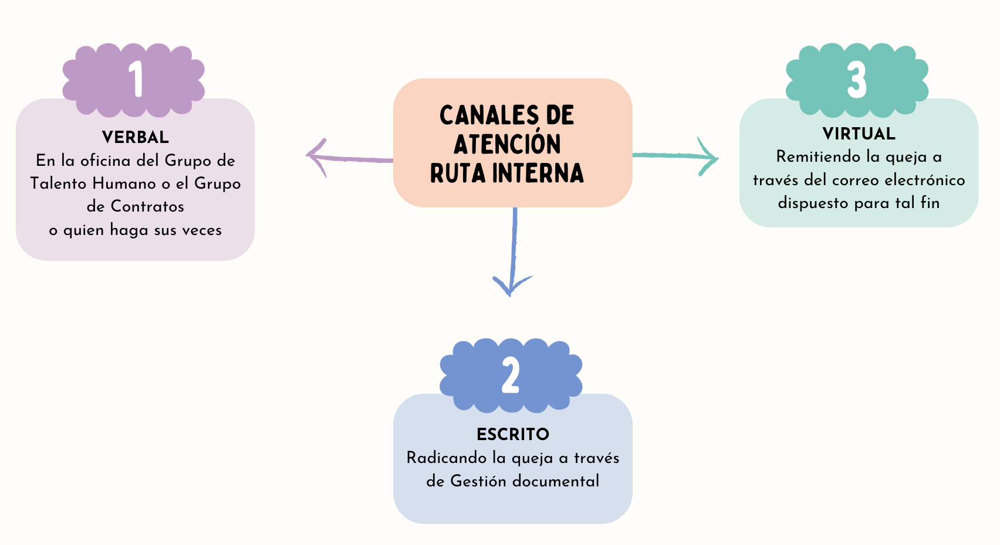 CANALES DE
ATENCIÓN
RUTA INTERNA
1
VERBAL
En la oficina del Grupo de
Talento Humano o el Grupo
de Contratos
o quien haga sus veces
2
ESCRITO
Radicando la queja a través
de Gestión documental
3
VIRTUAL
Remitiendo la queja a
través del correo electrónico
dispuesto para tal fin